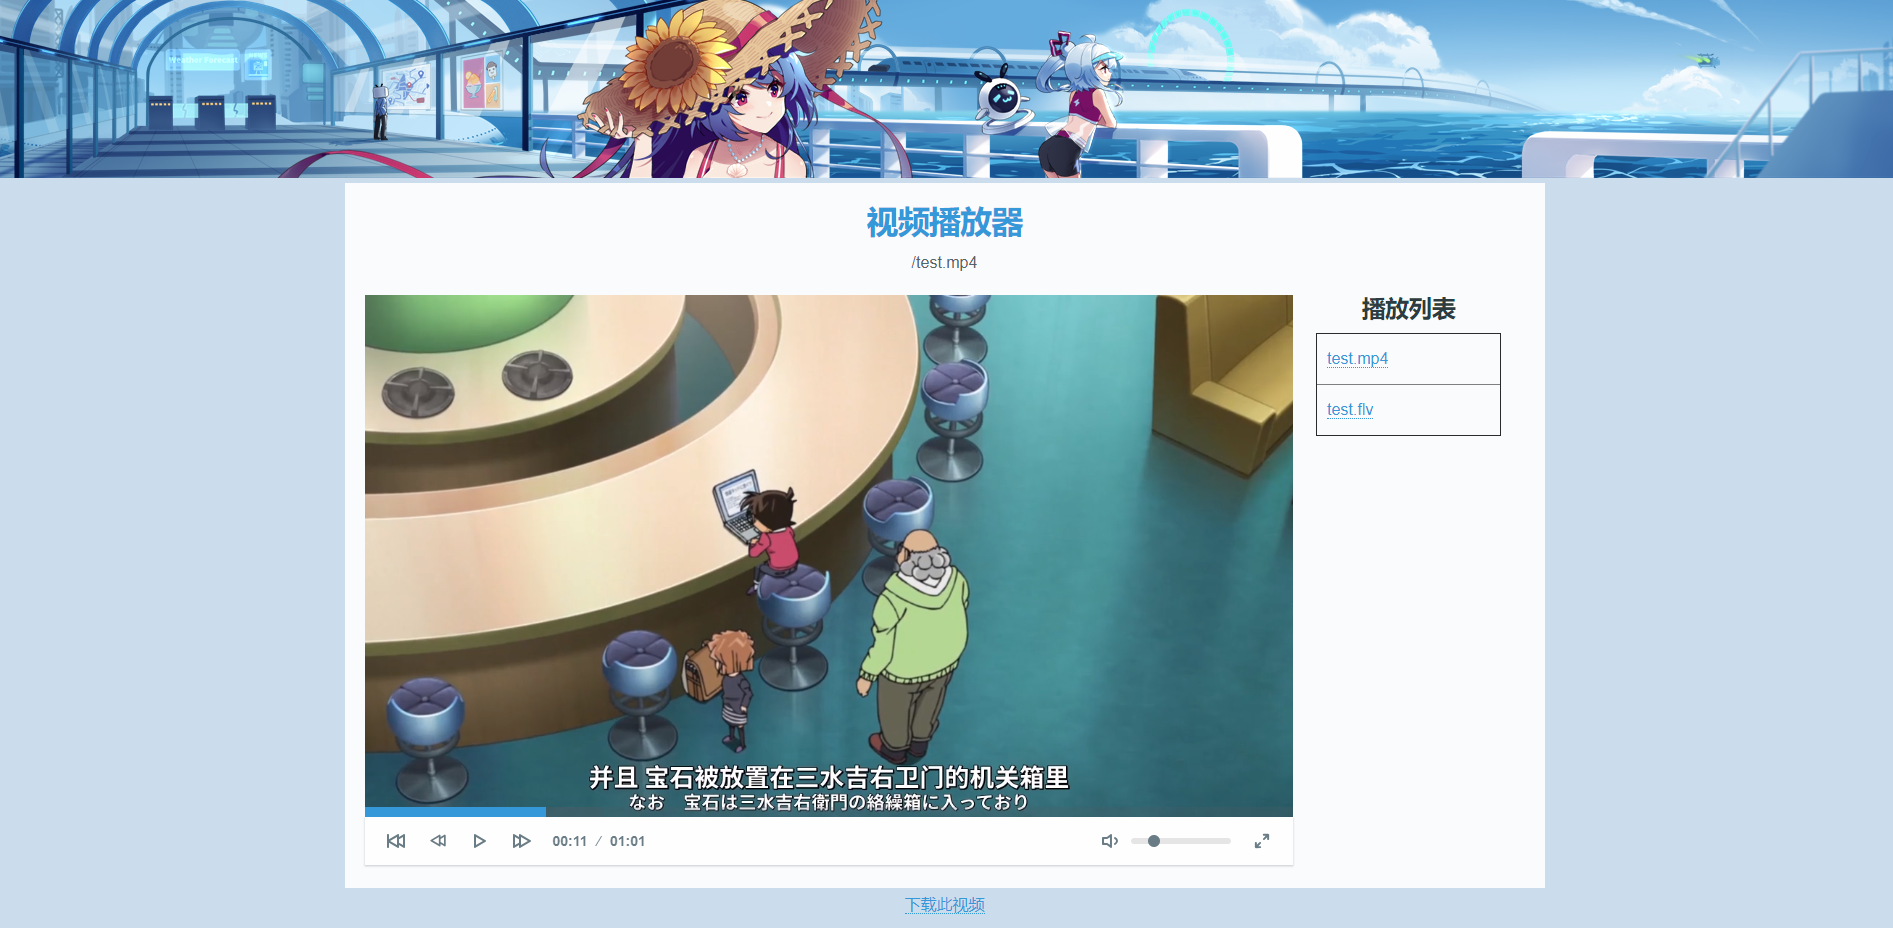 Weather Forecast
视频播放器
/test.mp4
播放列表
test.mp4
test.flv
并且 宝石被放置在三水吉右卫门的机关箱里
なお　宝石は三水吉右衛門の絡繰箱に入っており
00:11 / 01:01
下载此视频